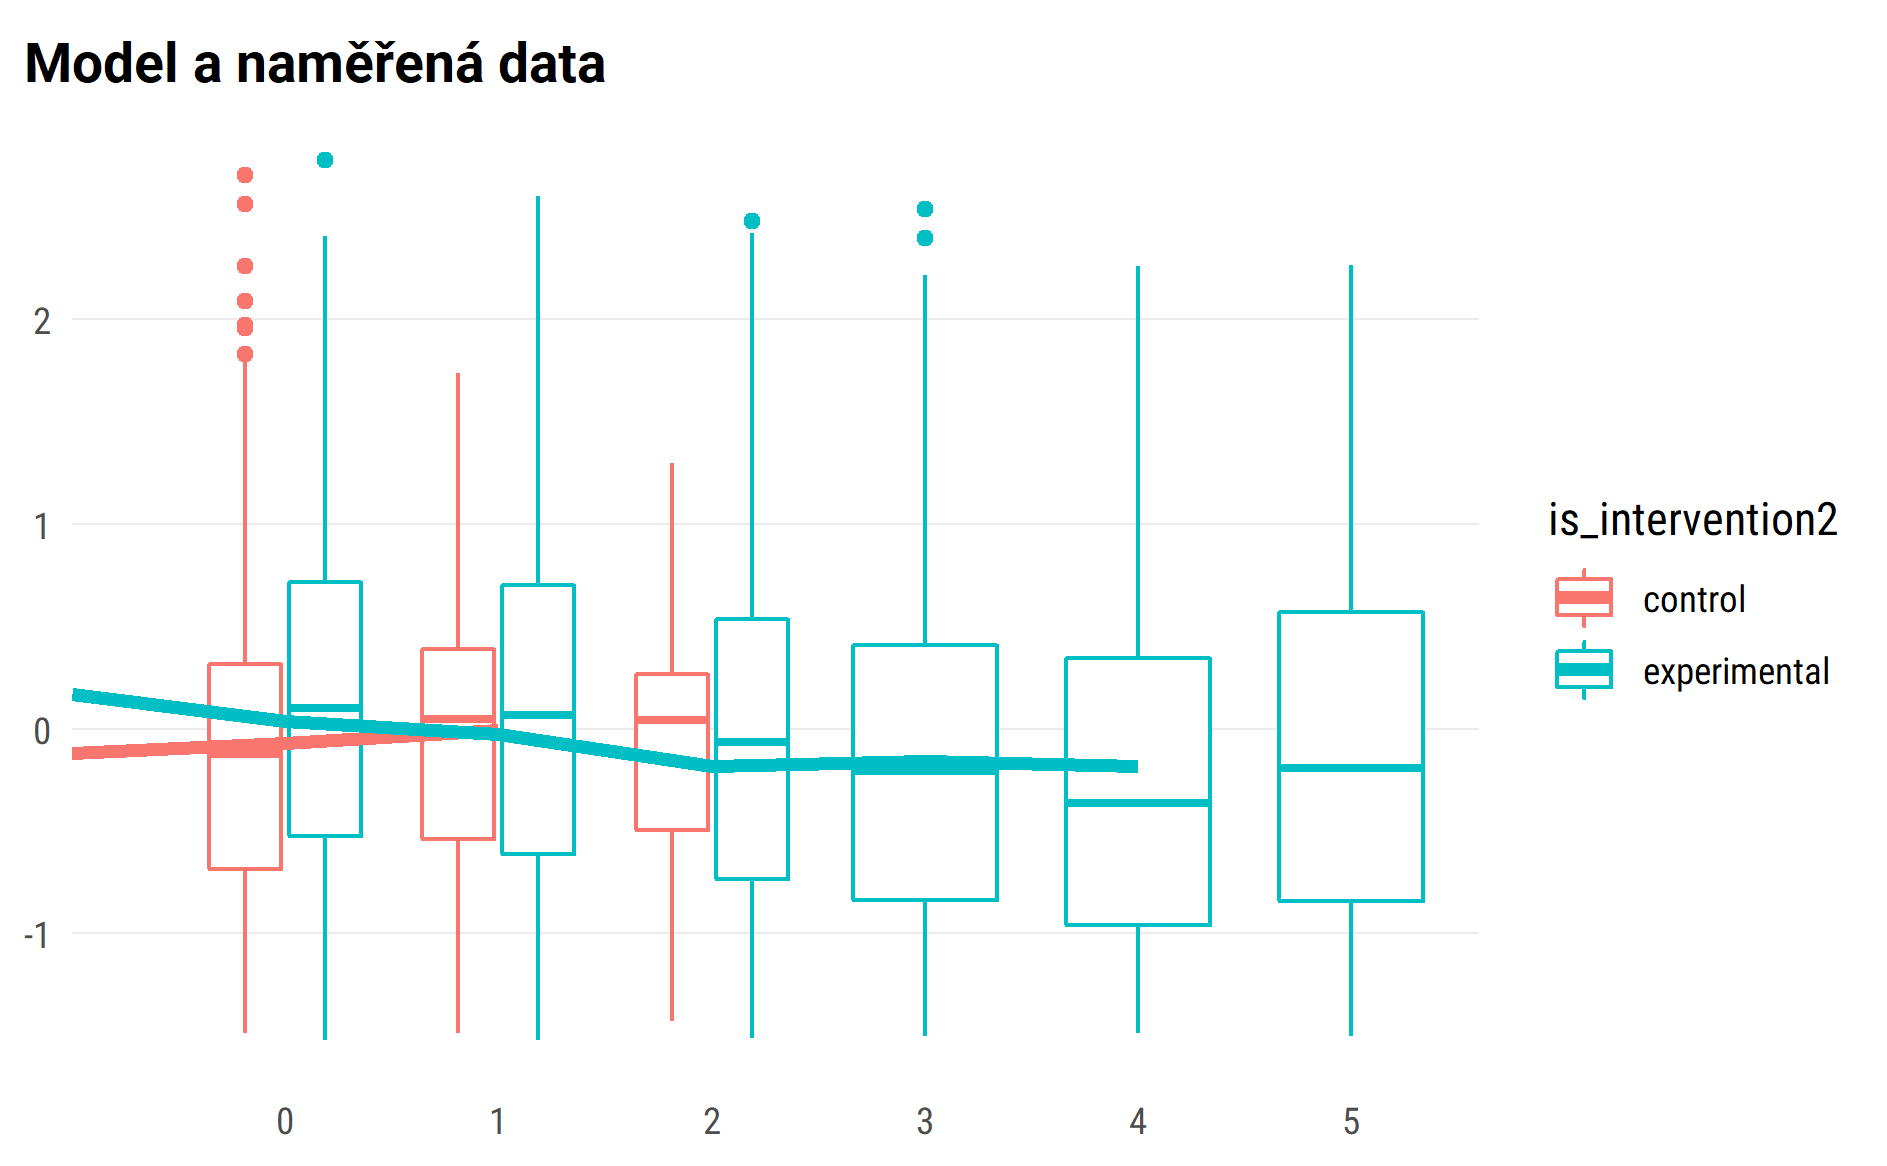 Model a naměřená data
2
1
0
-1
0 1 2 3 4 5
is_intervention2
control
experimental